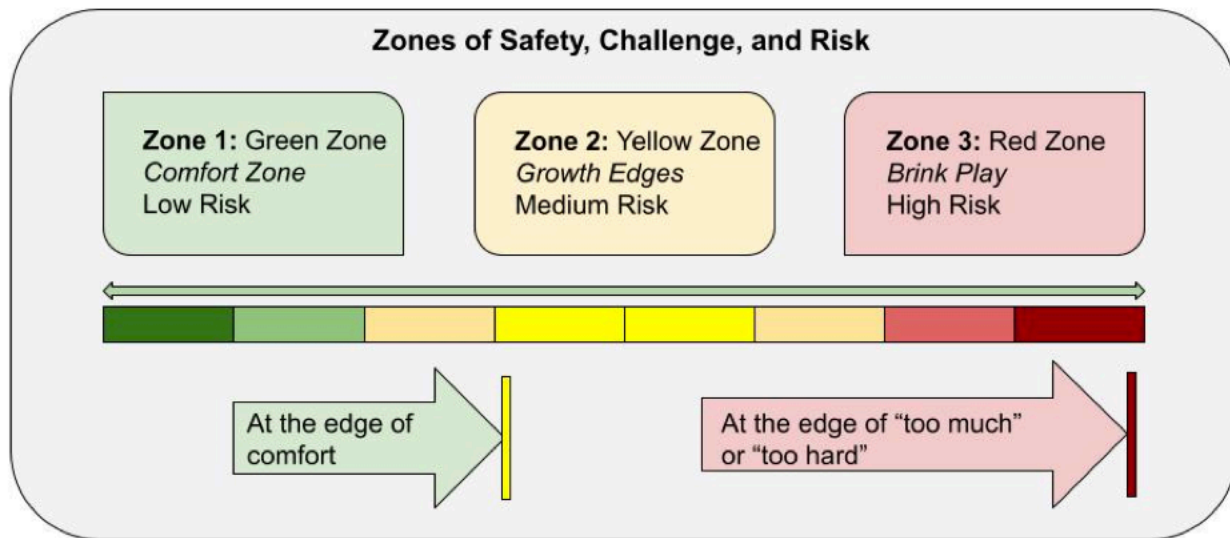 Zones of Safety, Challenge, and Risk
Zone 1: Green Zone
Comfort Zone
Low Risk
Zone 2: Yellow Zone
Growth Edges
Medium Risk
Zone 3: Red Zone
Brink Play
High Risk
At the edge of
comfort
At the edge of “too much”
or “too hard”